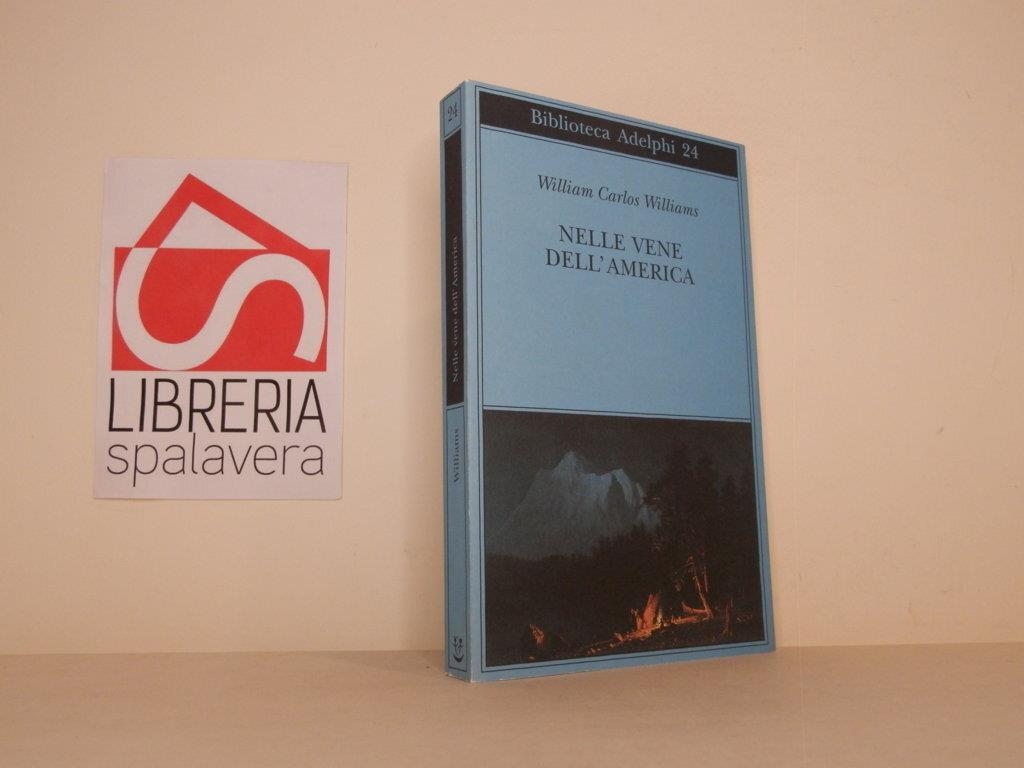 LIBRERIA
spalavera
24
Nelle vene dell'America
Williams
Biblioteca Adelphi 24
William Carlos Williams
NELLE VENE
DELL'AMERICA